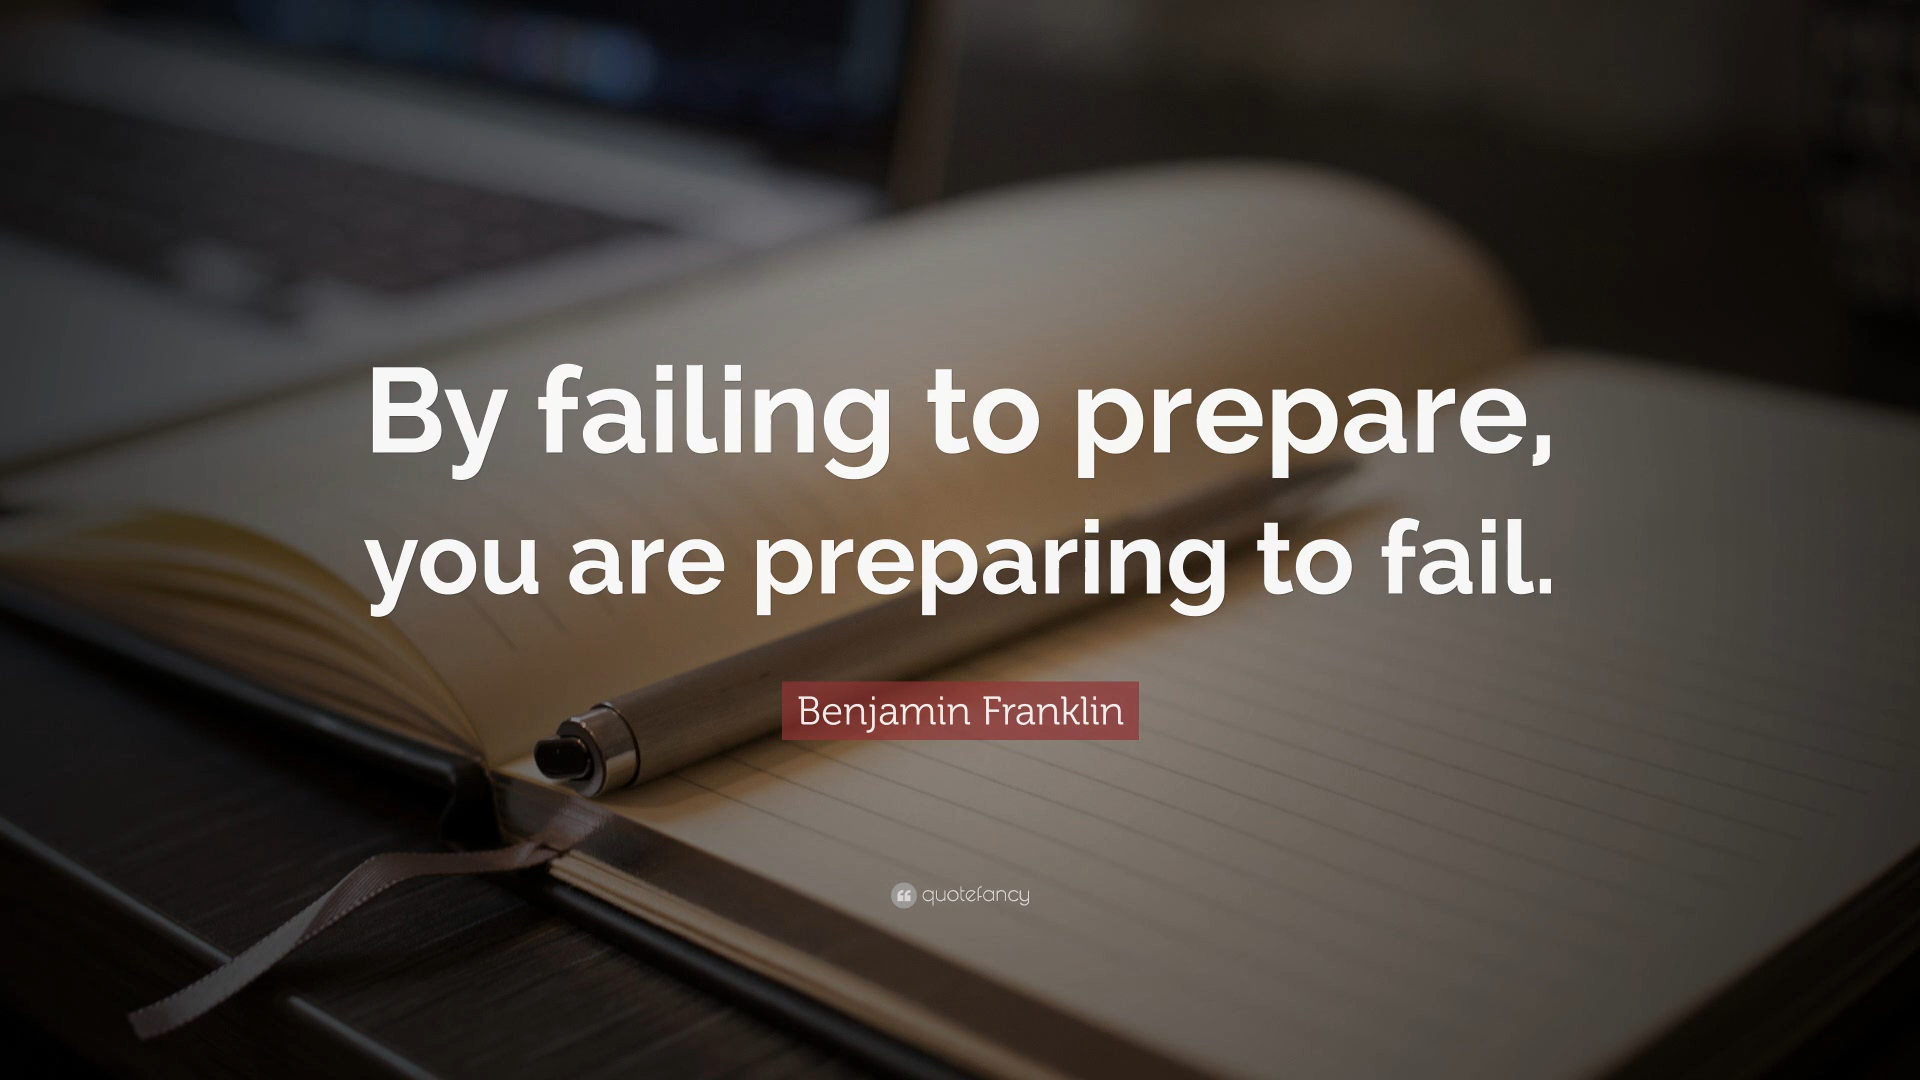 By failing to prepare,
you are preparing to fail.
Benjamin Franklin
quotefancy